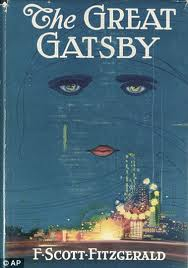 The GREAT
GATSBY
F·SCOTT·FITZGERALD
© AP